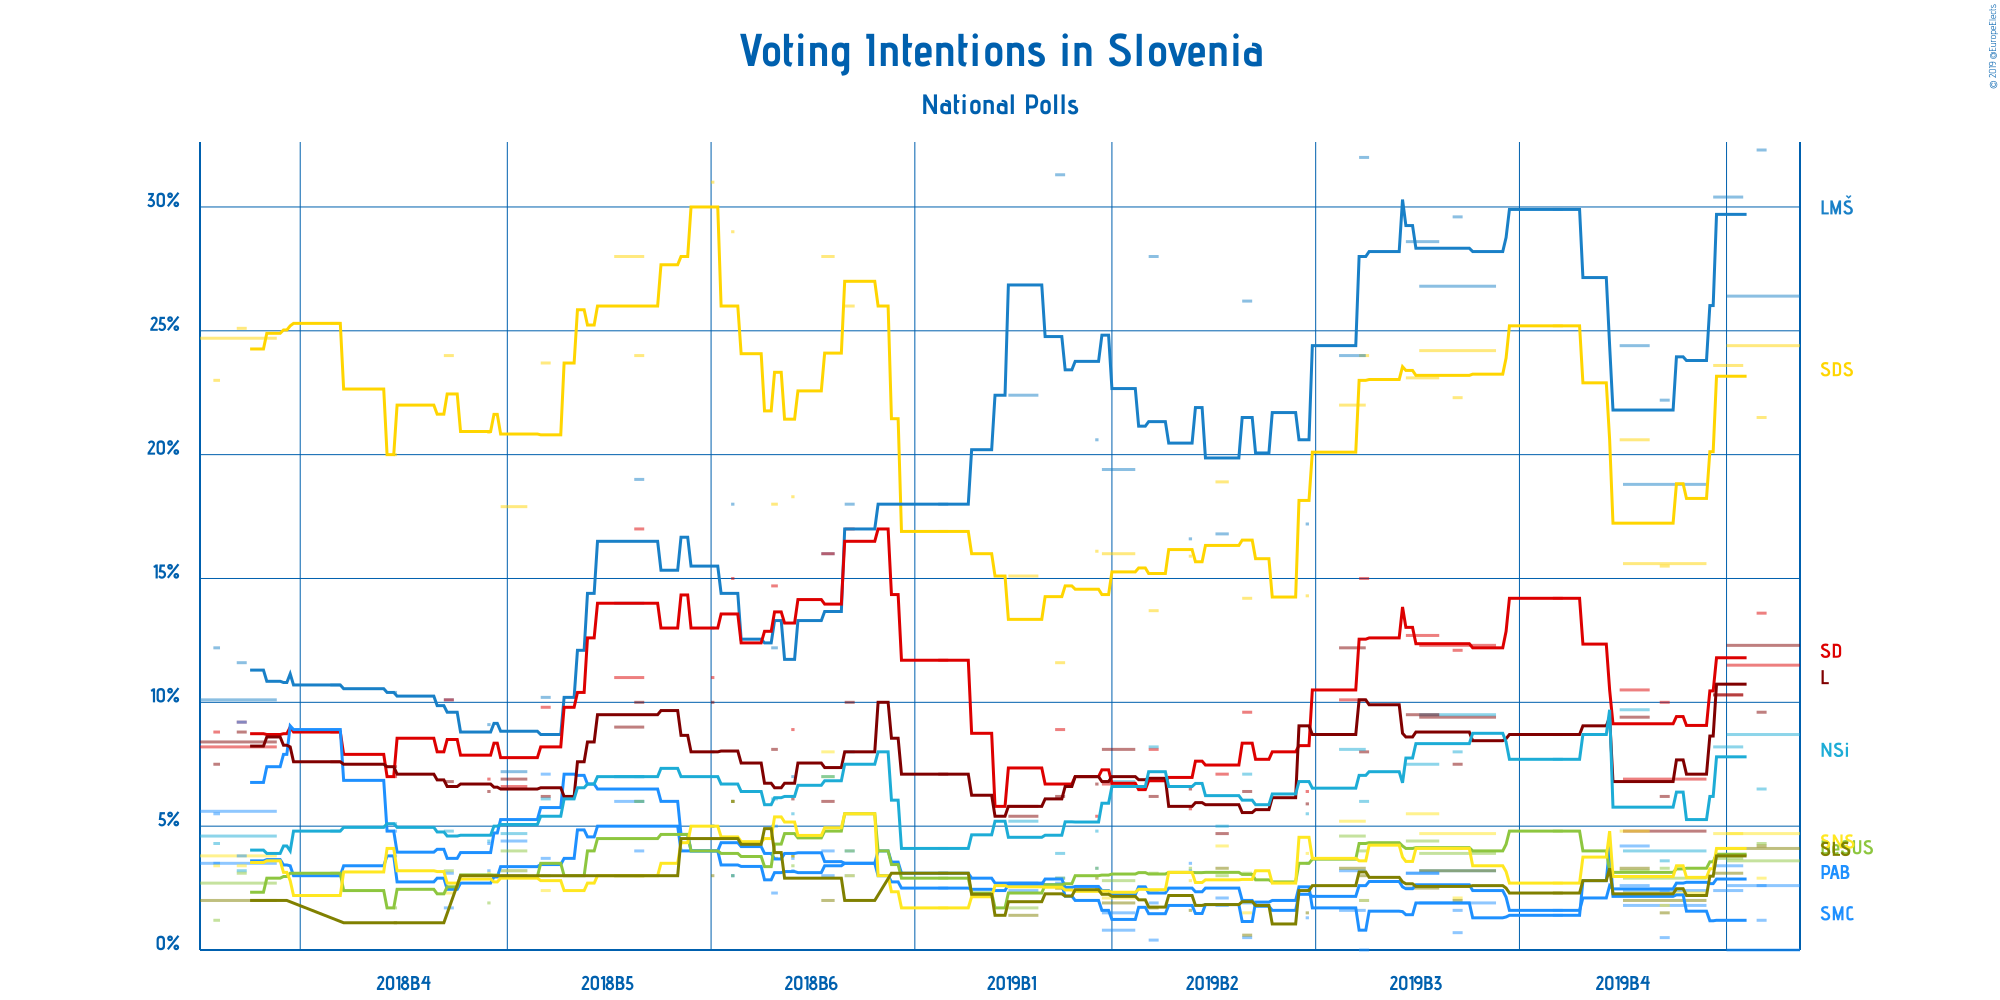 Voting Intentions in Slovenia
National Polls
© 2019 @EuropeElects
30%
25%
20%
15%
10%
5%
0%
LMŠ
SDS
SD
L
NSi
SLS
PAB
SMC
2018B4
2018B5
2018B6
2019B1
2019B2
2019B3
2019B4